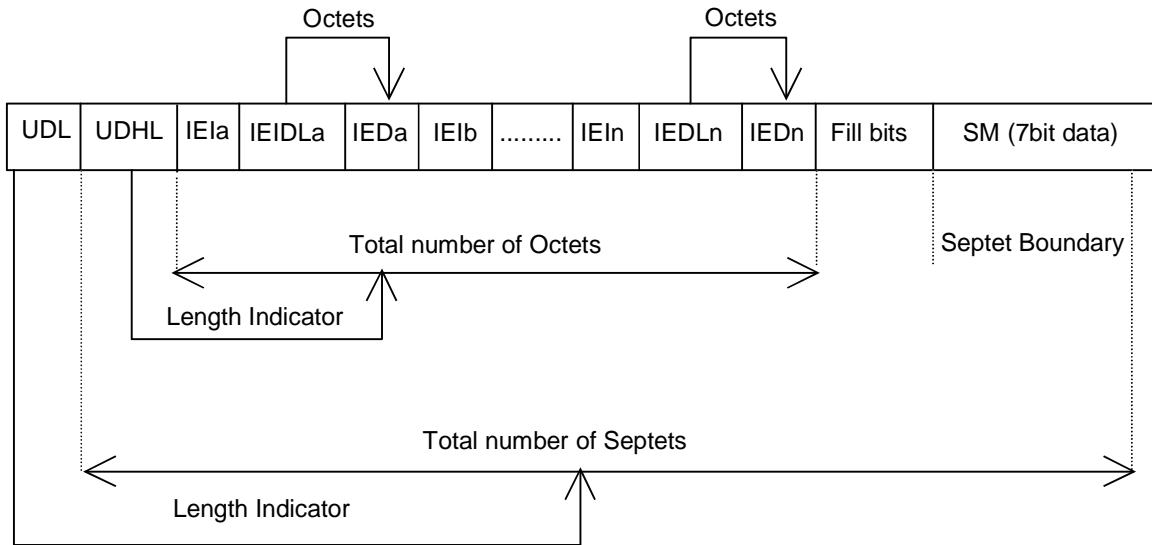 Octets Octets
UDL UDHL IEIa IEIDLa IEDa IEIb ......... IEIn IEDLn IEDn Fill bits SM (7bit data)
Total number of Octets
Septet Boundary
Length Indicator
Total number of Septets
Length Indicator